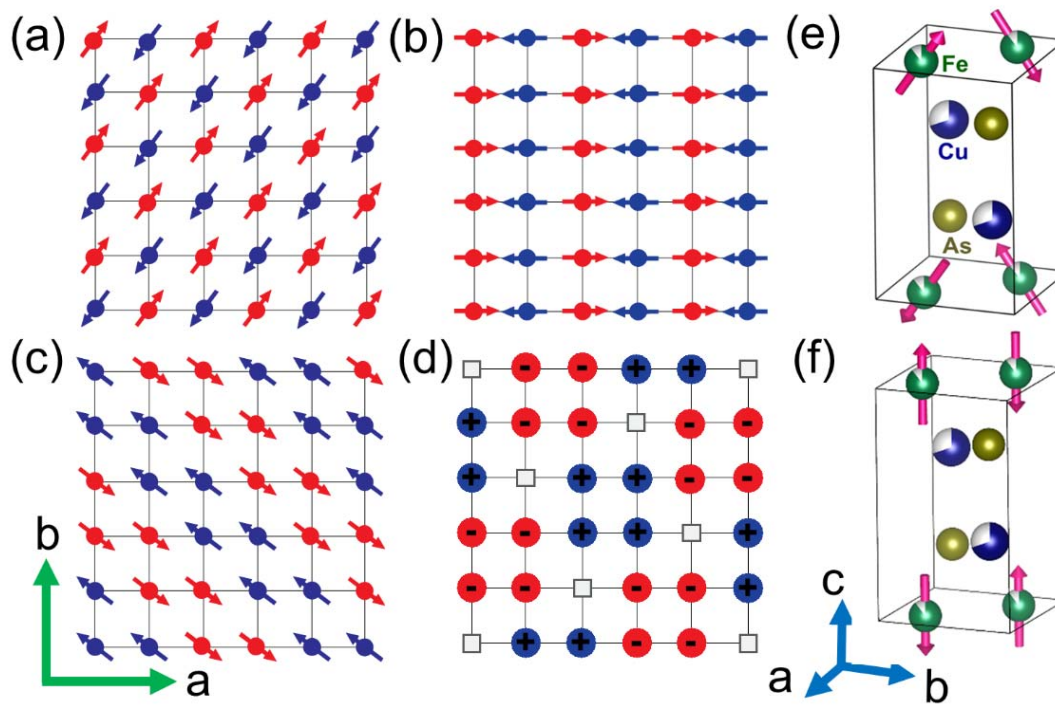 (a)
(b)
(e)
Fe
Cu
As
(c)
(d)
(f)
- - + +
+ - - - -
+ + + - -
- - + + +
- - - - +
+ + - -
b
a
c
a
b